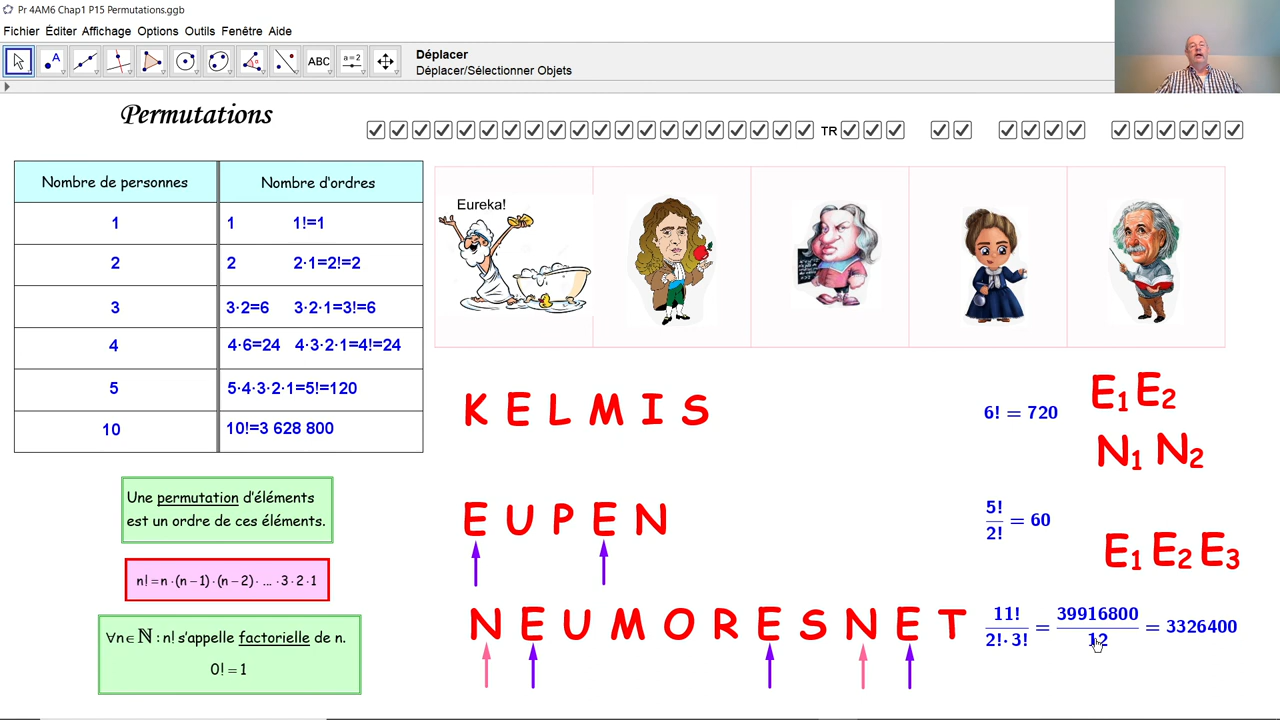 Pr 4AM6 Chap1 P15 Permutations.ggb
Fichier Éditer Affichage Options Outils Fenêtre Aide
A ABC a=2
Déplacer
Déplacer/Sélectionner Objets
Permutations
TR
Nombre de personnes Nombre d'ordres
1 1 1!=1
2 2 2·1=2!=2
3 3·2=6 3·2·1=3!=6
4 4·6=24 4·3·2·1=4!=24
5 5·4·3·2·1=5!=120
10 10!=3 628 800
Eureka!
KELMIS 6! = 720
E₁ E₂
N₁ N₂
Une permutation d'éléments
est un ordre de ces éléments.
EUPEN 5!/2! = 60
E₁ E₂ E₃
n! = n·(n−1)·(n−2)· ... ·3·2·1
∀n∈ℕ : n! s'appelle factorielle de n.
0! = 1
NEUMORESNET 11!/(2!·3!) = 39916800/12 = 3326400